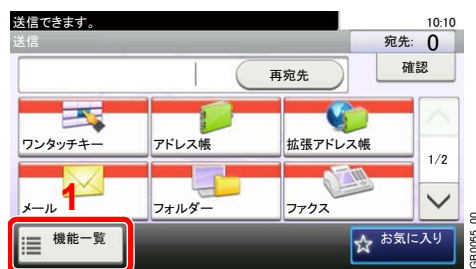 送信できます。 10:10
送信 宛先: 0
再宛先 確認
ワンタッチキー アドレス帳 拡張アドレス帳
1/2
メール フォルダー ファクス
1
機能一覧 お気に入り
GB0055_00